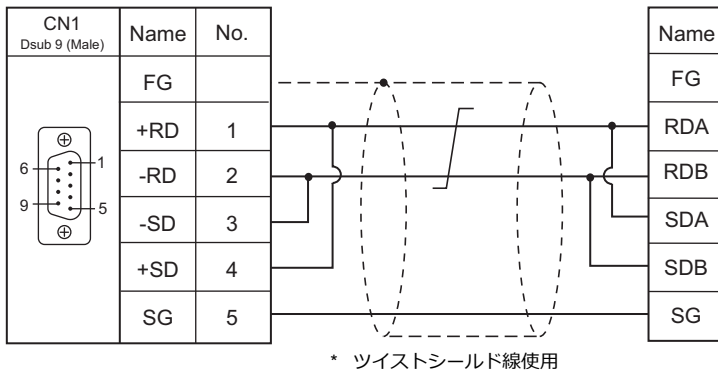 CN1
Dsub 9 (Male)
Name
No.
Name
FG
FG
+RD
1
RDA
-RD
2
RDB
-SD
3
SDA
+SD
4
SDB
SG
5
SG
6
1
9
5
* ツイストシールド線使用